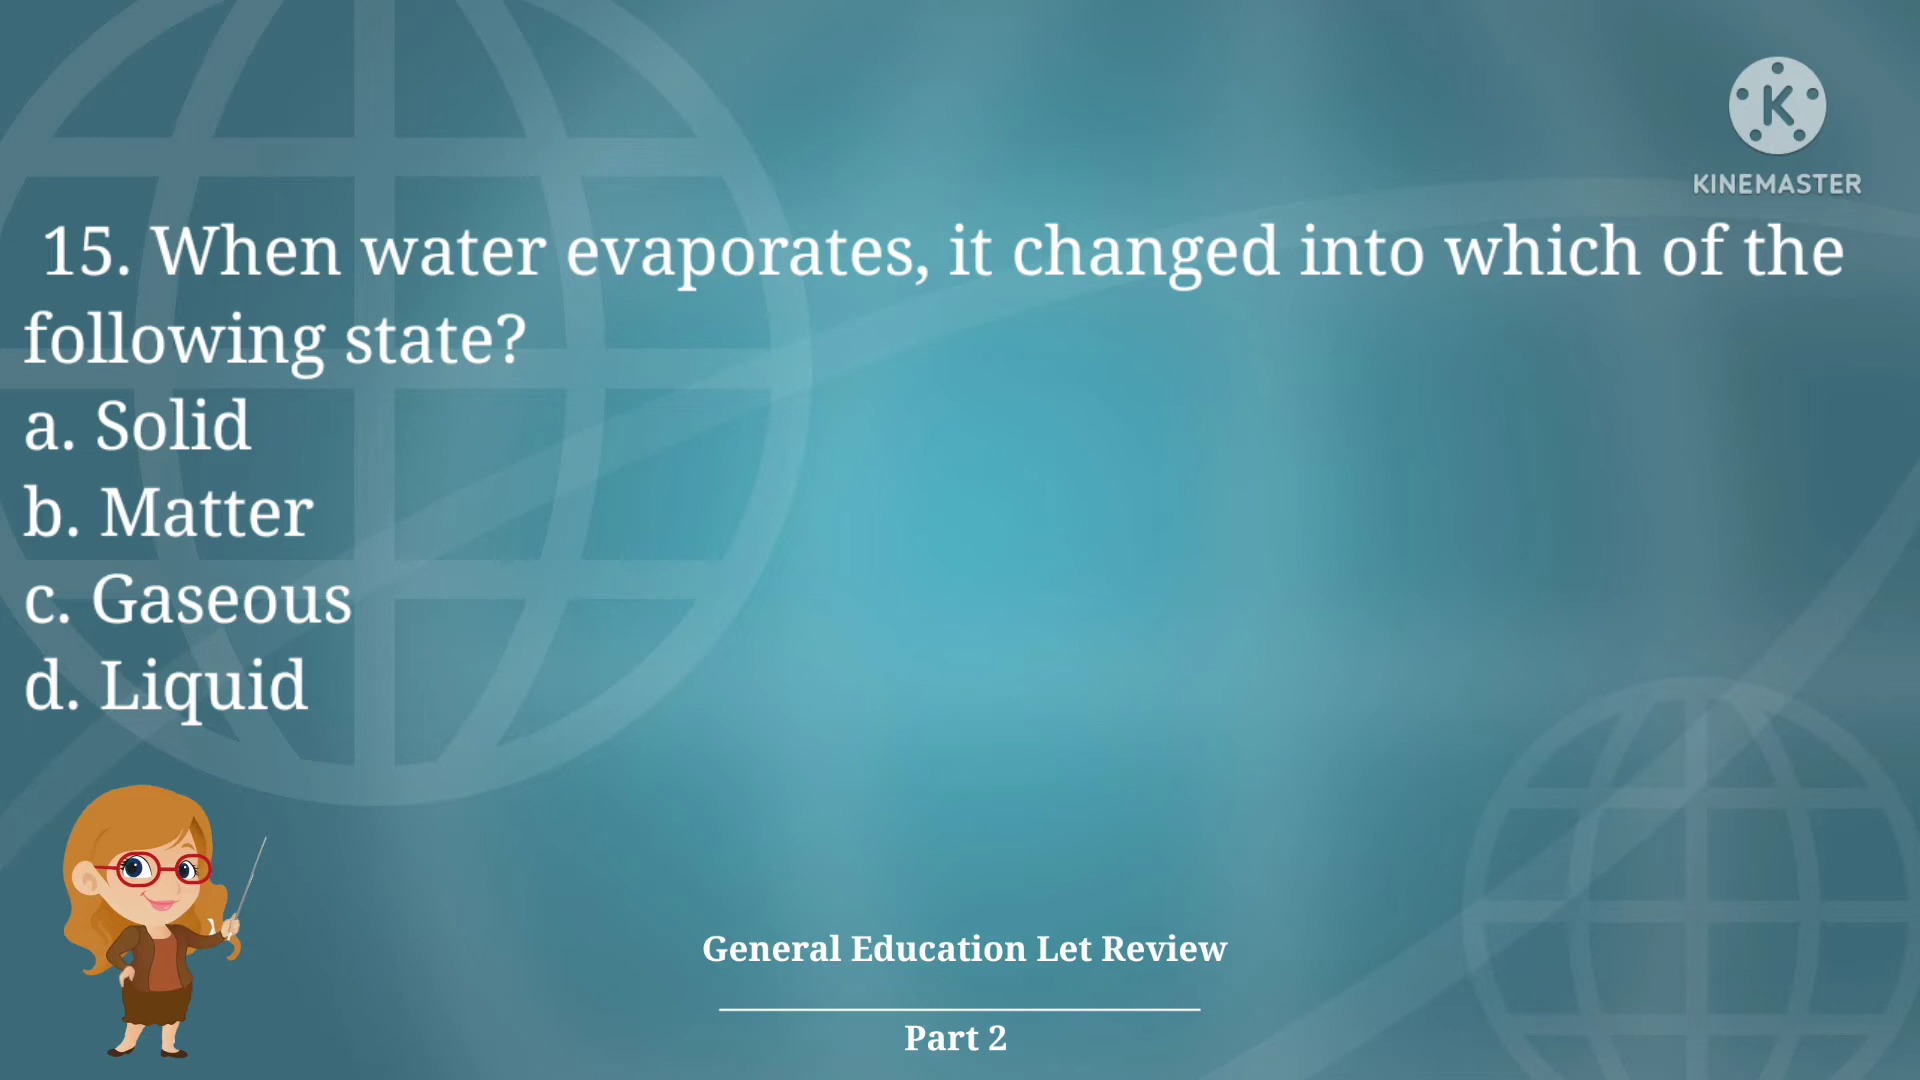 KINEMASTER
15. When water evaporates, it changed into which of the
following state?
a. Solid
b. Matter
c. Gaseous
d. Liquid
General Education Let Review
Part 2